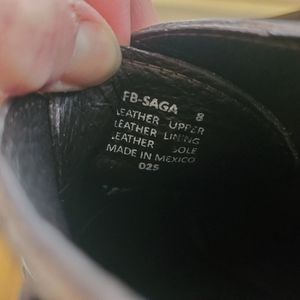 FB-SAGA 8
LEATHER UPPER
LEATHER LINING
LEATHER SOLE
MADE IN MEXICO
025